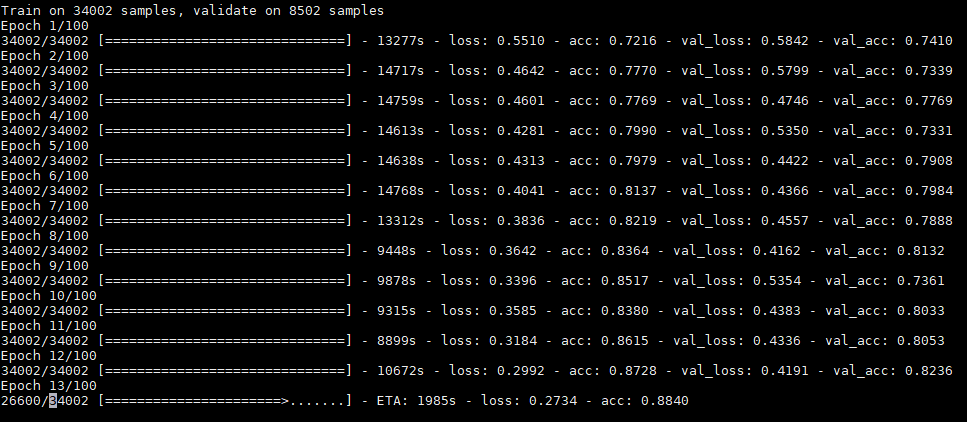 Train on 34002 samples, validate on 8502 samples
Epoch 1/100
34002/34002 [==============================] - 13277s - loss: 0.5510 - acc: 0.7216 - val_loss: 0.5842 - val_acc: 0.7410
Epoch 2/100
34002/34002 [==============================] - 14717s - loss: 0.4642 - acc: 0.7770 - val_loss: 0.5799 - val_acc: 0.7339
Epoch 3/100
34002/34002 [==============================] - 14759s - loss: 0.4601 - acc: 0.7769 - val_loss: 0.4746 - val_acc: 0.7769
Epoch 4/100
34002/34002 [==============================] - 14613s - loss: 0.4281 - acc: 0.7990 - val_loss: 0.5350 - val_acc: 0.7331
Epoch 5/100
34002/34002 [==============================] - 14638s - loss: 0.4313 - acc: 0.7979 - val_loss: 0.4422 - val_acc: 0.7908
Epoch 6/100
34002/34002 [==============================] - 14768s - loss: 0.4041 - acc: 0.8137 - val_loss: 0.4366 - val_acc: 0.7984
Epoch 7/100
34002/34002 [==============================] - 13312s - loss: 0.3836 - acc: 0.8219 - val_loss: 0.4557 - val_acc: 0.7888
Epoch 8/100
34002/34002 [==============================] - 9448s - loss: 0.3642 - acc: 0.8364 - val_loss: 0.4162 - val_acc: 0.8132
Epoch 9/100
34002/34002 [==============================] - 9878s - loss: 0.3396 - acc: 0.8517 - val_loss: 0.5354 - val_acc: 0.7361
Epoch 10/100
34002/34002 [==============================] - 9315s - loss: 0.3585 - acc: 0.8380 - val_loss: 0.4383 - val_acc: 0.8033
Epoch 11/100
34002/34002 [==============================] - 8899s - loss: 0.3184 - acc: 0.8615 - val_loss: 0.4336 - val_acc: 0.8053
Epoch 12/100
34002/34002 [==============================] - 10672s - loss: 0.2992 - acc: 0.8728 - val_loss: 0.4191 - val_acc: 0.8236
Epoch 13/100
26600/34002 [======================>.......] - ETA: 1985s - loss: 0.2734 - acc: 0.8840